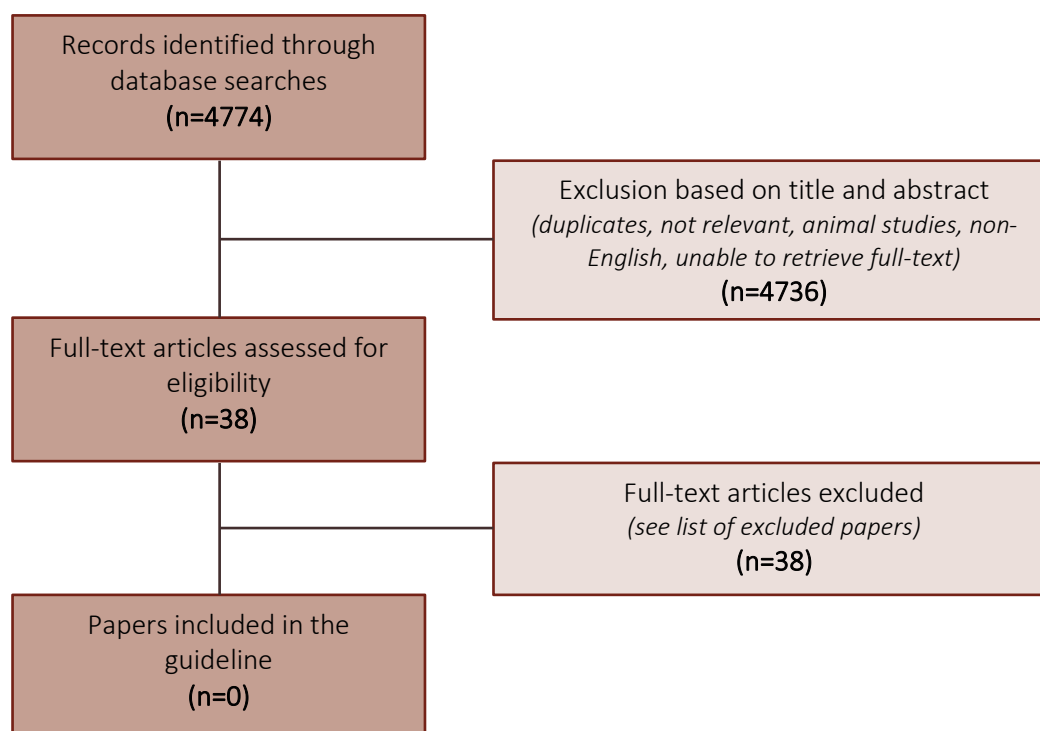 Records identified through
database searches
(n=4774)
Exclusion based on title and abstract
(duplicates, not relevant, animal studies, non-
English, unable to retrieve full-text)
(n=4736)
Full-text articles assessed for
eligibility
(n=38)
Full-text articles excluded
(see list of excluded papers)
(n=38)
Papers included in the
guideline
(n=0)